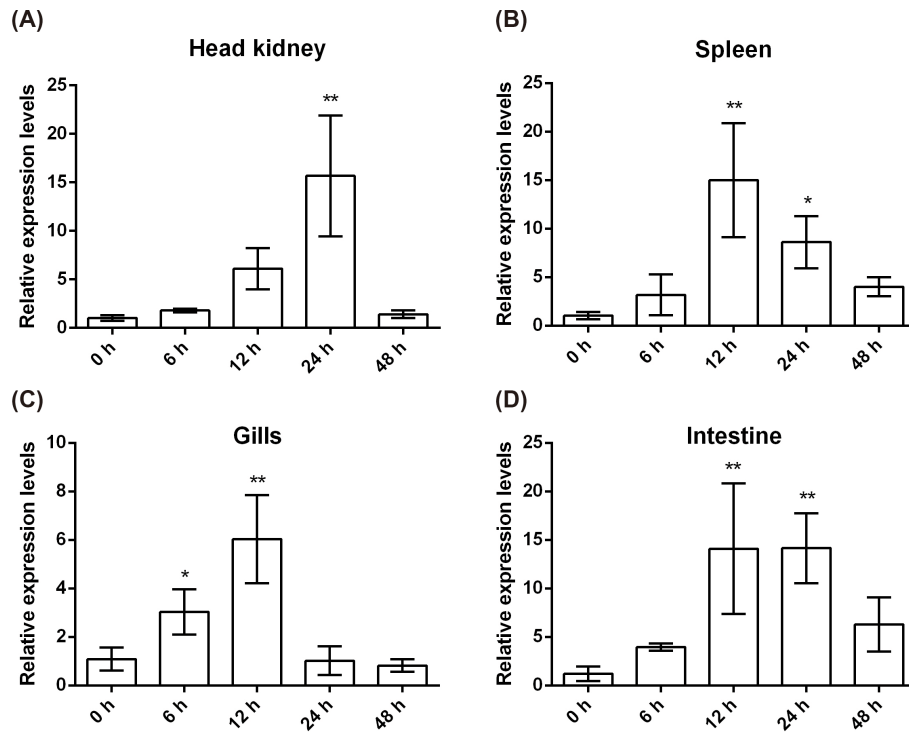 (A)
Head kidney
Relative expression levels
25
20
15
10
5
0
**
0 h
6 h
12 h
24 h
48 h
(B)
Spleen
Relative expression levels
25
20
15
10
5
0
**
*
0 h
6 h
12 h
24 h
48 h
(C)
Gills
Relative expression levels
10
8
6
4
2
0
*
**
0 h
6 h
12 h
24 h
48 h
(D)
Intestine
Relative expression levels
25
20
15
10
5
0
**
**
0 h
6 h
12 h
24 h
48 h